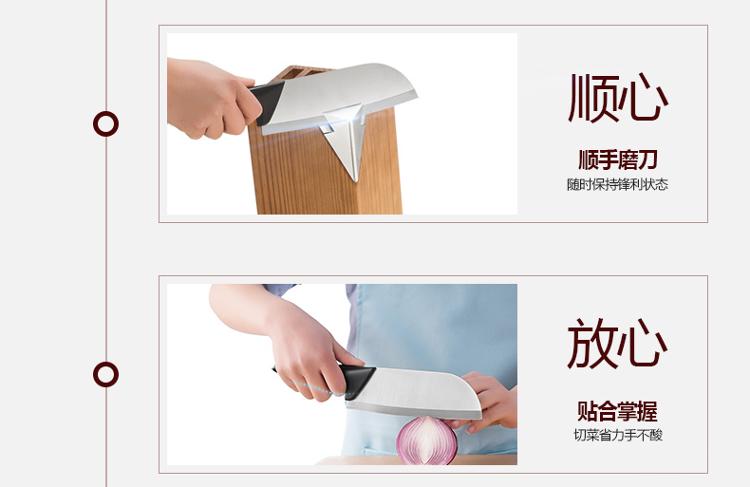 顺心
顺手磨刀
随时保持锋利状态
放心
贴合掌握
切菜省力手不酸